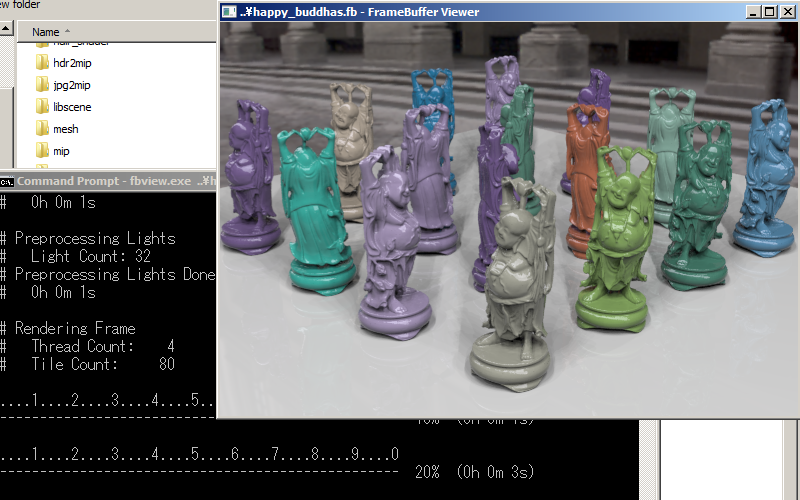 ew folder
..¥happy_buddhas.fb - FrameBuffer Viewer
Name
hdr2mip
jpg2mip
libscene
mesh
mip
C:\. Command Prompt - fbview.exe ..¥h
#   0h 0m 1s
# Preprocessing Lights
#   Light Count: 32
# Preprocessing Lights Done
#   0h 0m 1s
# Rendering Frame
#   Thread Count:    4
#   Tile Count:     80
....1....2....3....4....5.
(0h 0m 1s)
....1....2....3....4....5....6....7....8....9....0
20%  (0h 0m 3s)